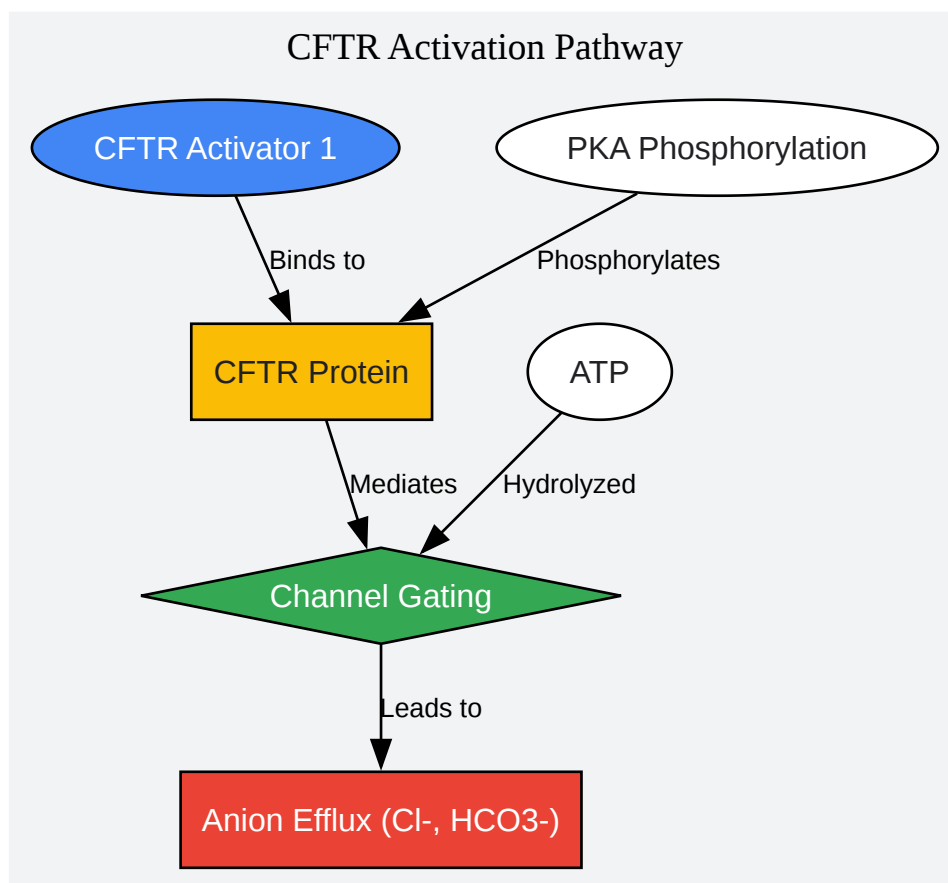 CFTR Activation Pathway
CFTR Activator 1
PKA Phosphorylation
Binds to
Phosphorylates
CFTR Protein
ATP
Mediates
Hydrolyzed
Channel Gating
Leads to
Anion Efflux (Cl-, HCO3-)